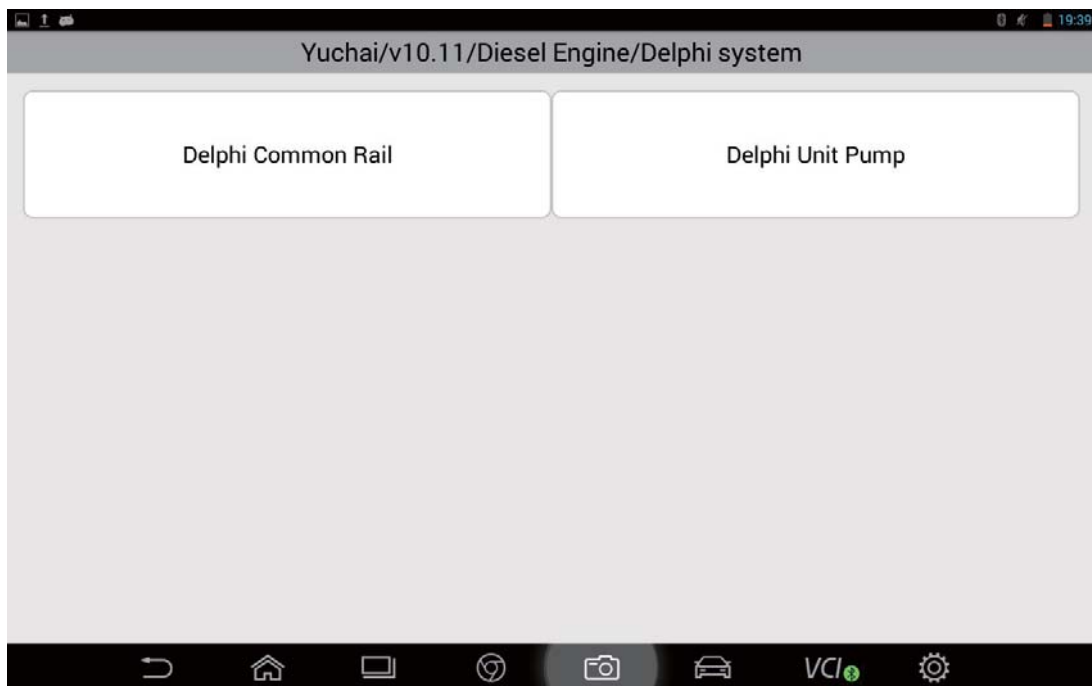 19:39
Yuchai/v10.11/Diesel Engine/Delphi system
Delphi Common Rail
Delphi Unit Pump
VCI